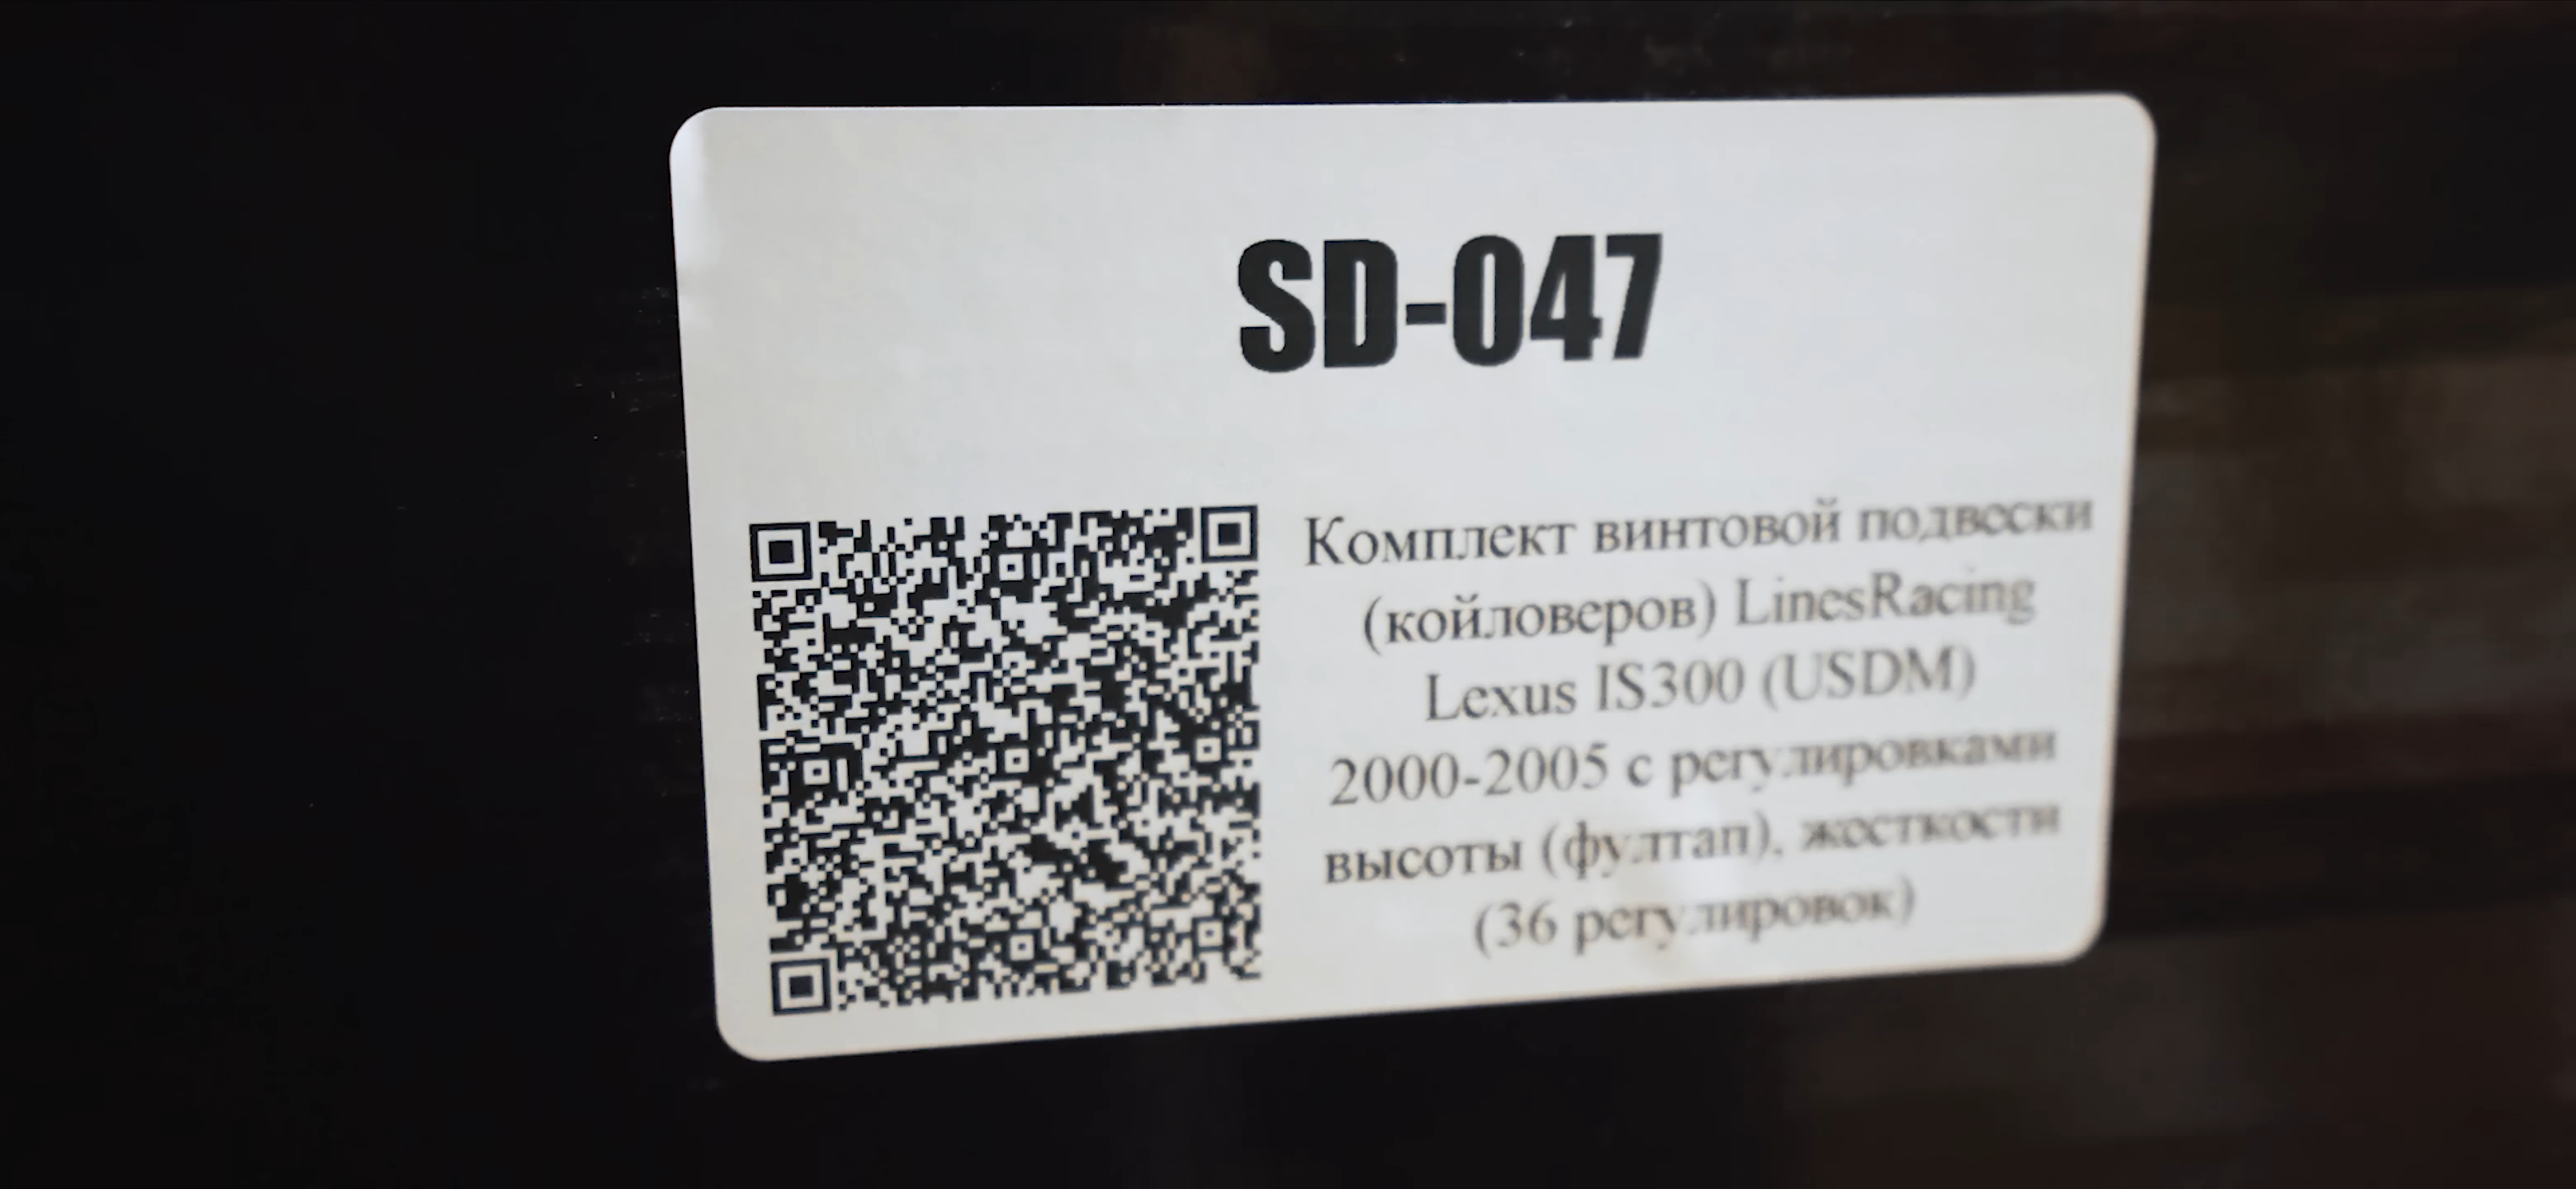 SD-047
Комплект винтовой подвески
(койловеров) LinesRacing
Lexus IS300 (USDM)
2000-2005 с регулировками
высоты (фултап), жесткости
(36 регулировок)